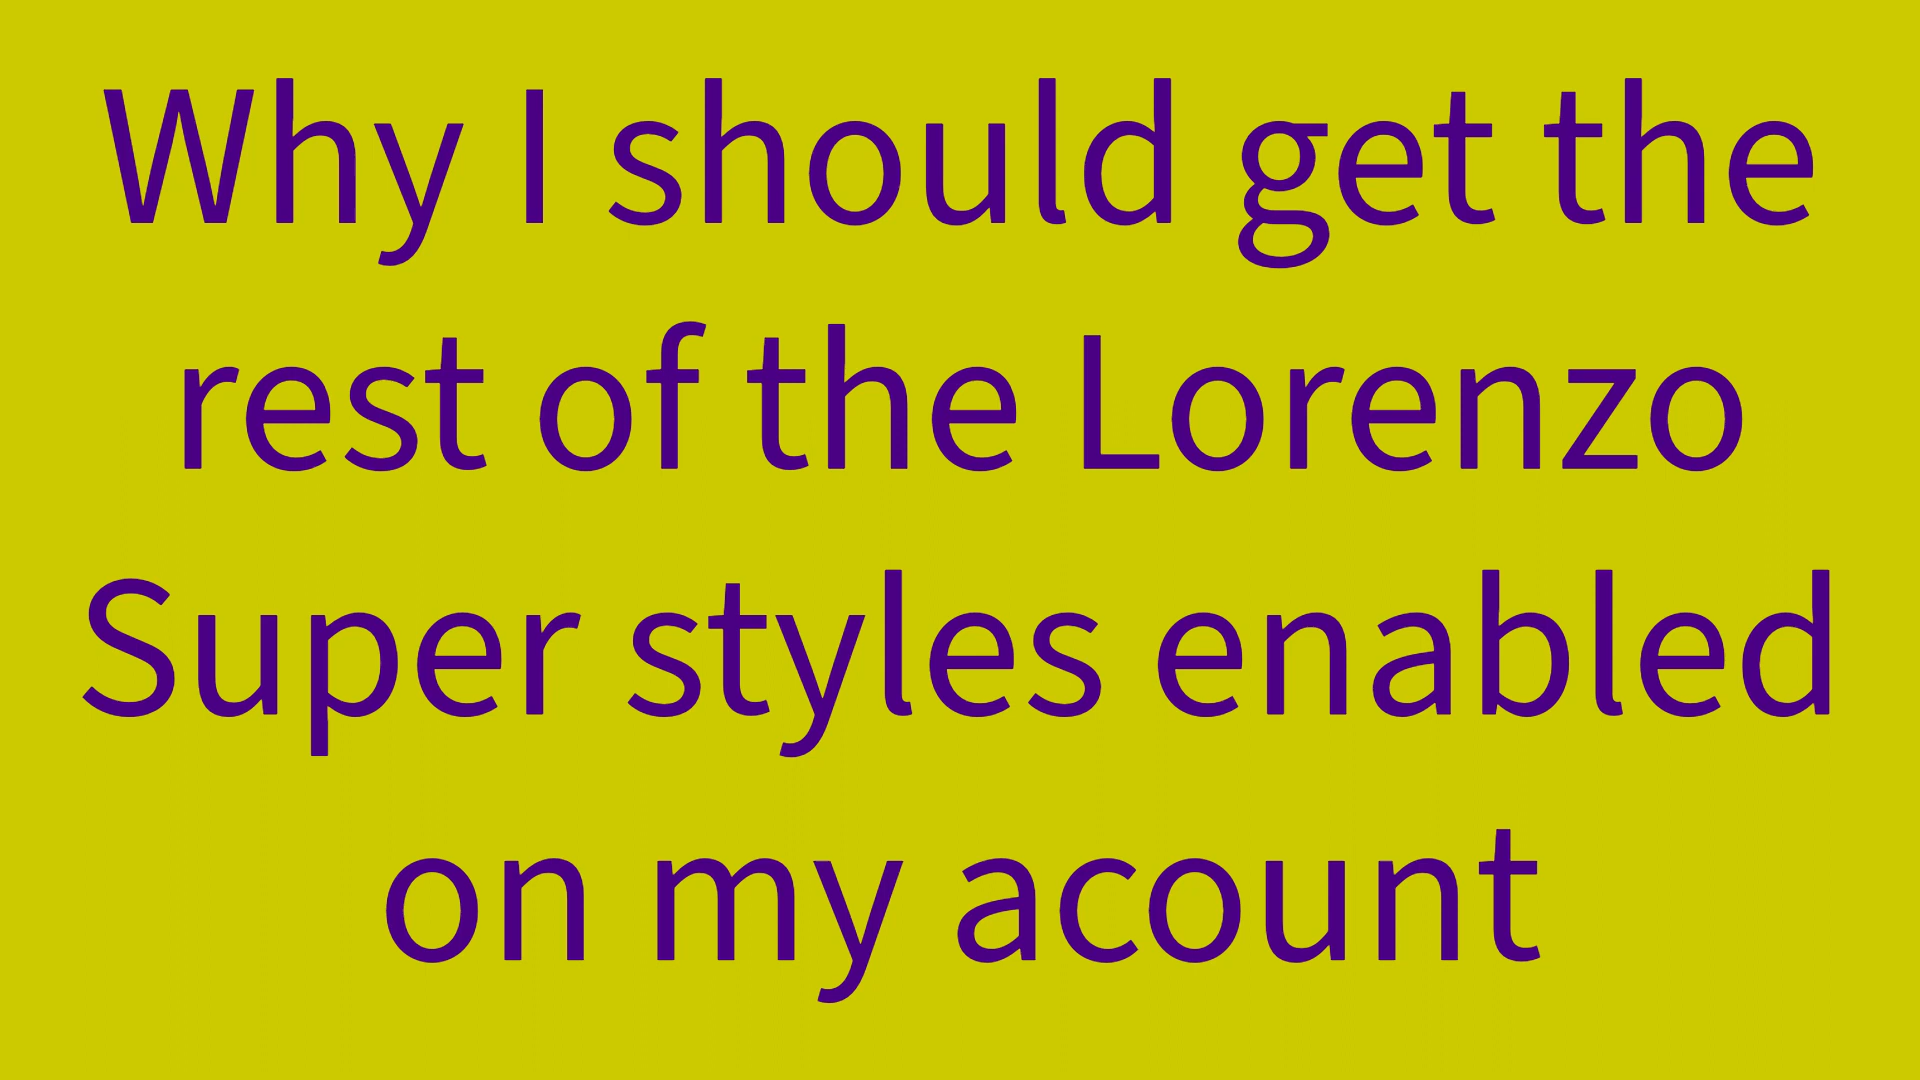 Why I should get the
rest of the Lorenzo
Super styles enabled
on my acount